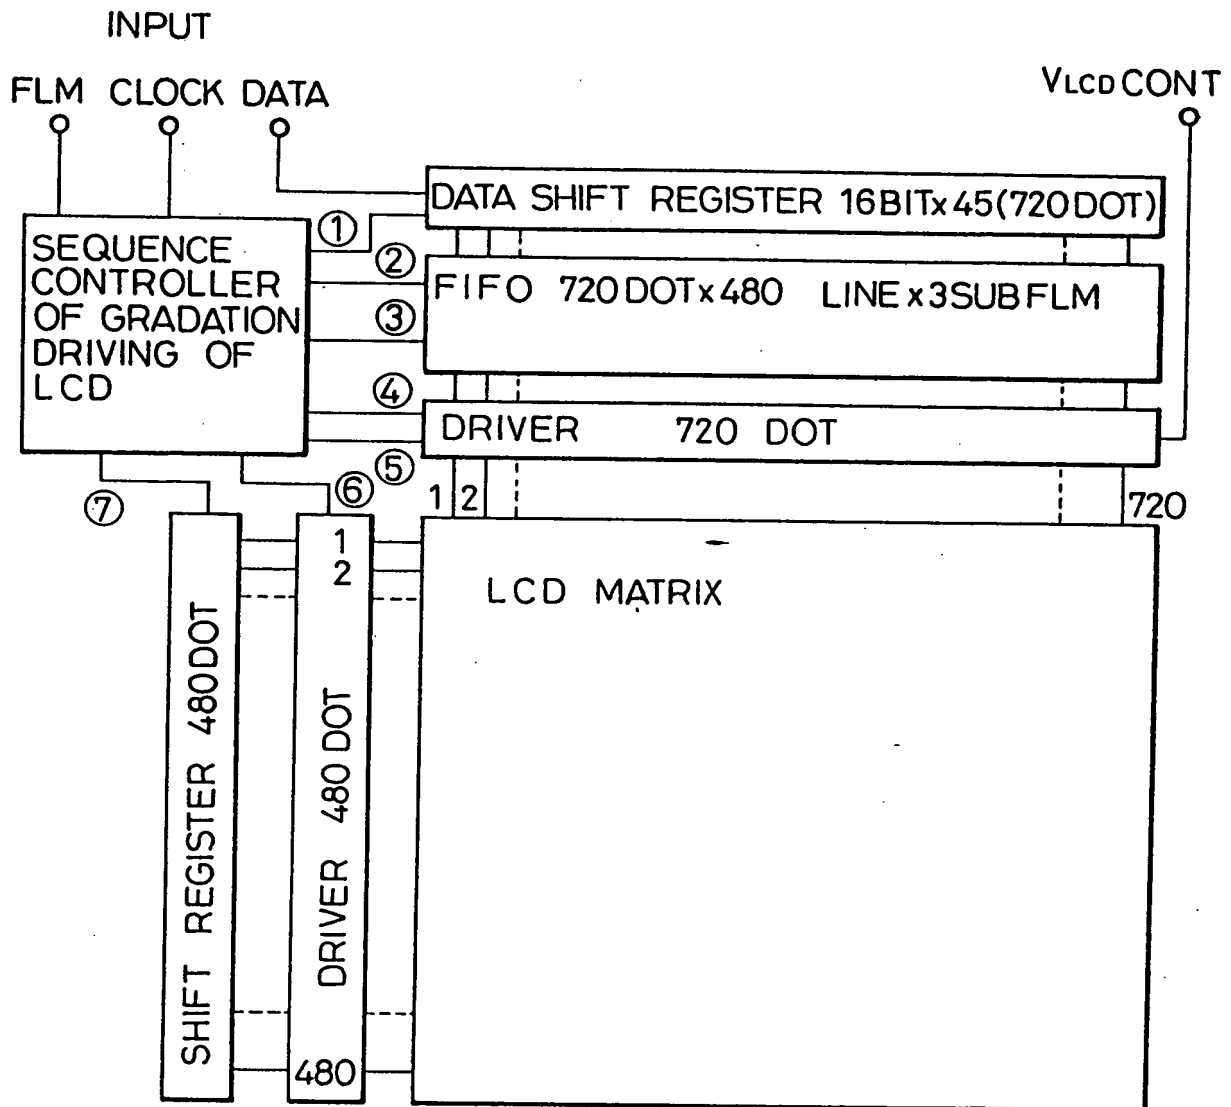 INPUT
FLM CLOCK DATA
VLCD CONT
DATA SHIFT REGISTER 16BITx45(720DOT)
①
SEQUENCE
CONTROLLER
OF GRADATION
DRIVING OF
LCD
②
FIFO 720DOTx480 LINEx3SUBFLM
③
④
DRIVER 720 DOT
⑤
⑥
⑦
1 2
720
1
2
LCD MATRIX
SHIFT REGISTER 480DOT
DRIVER 480DOT
480